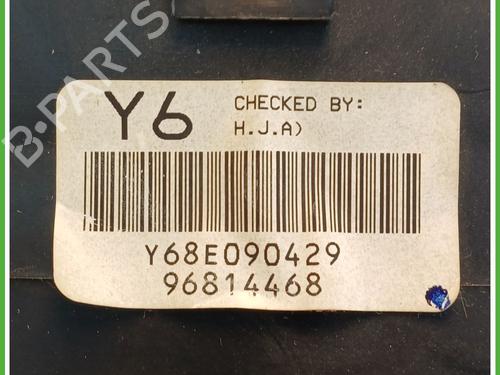 B-PARTS
Y6
CHECKED BY:
H.J.A)
Y68E090429
96814468